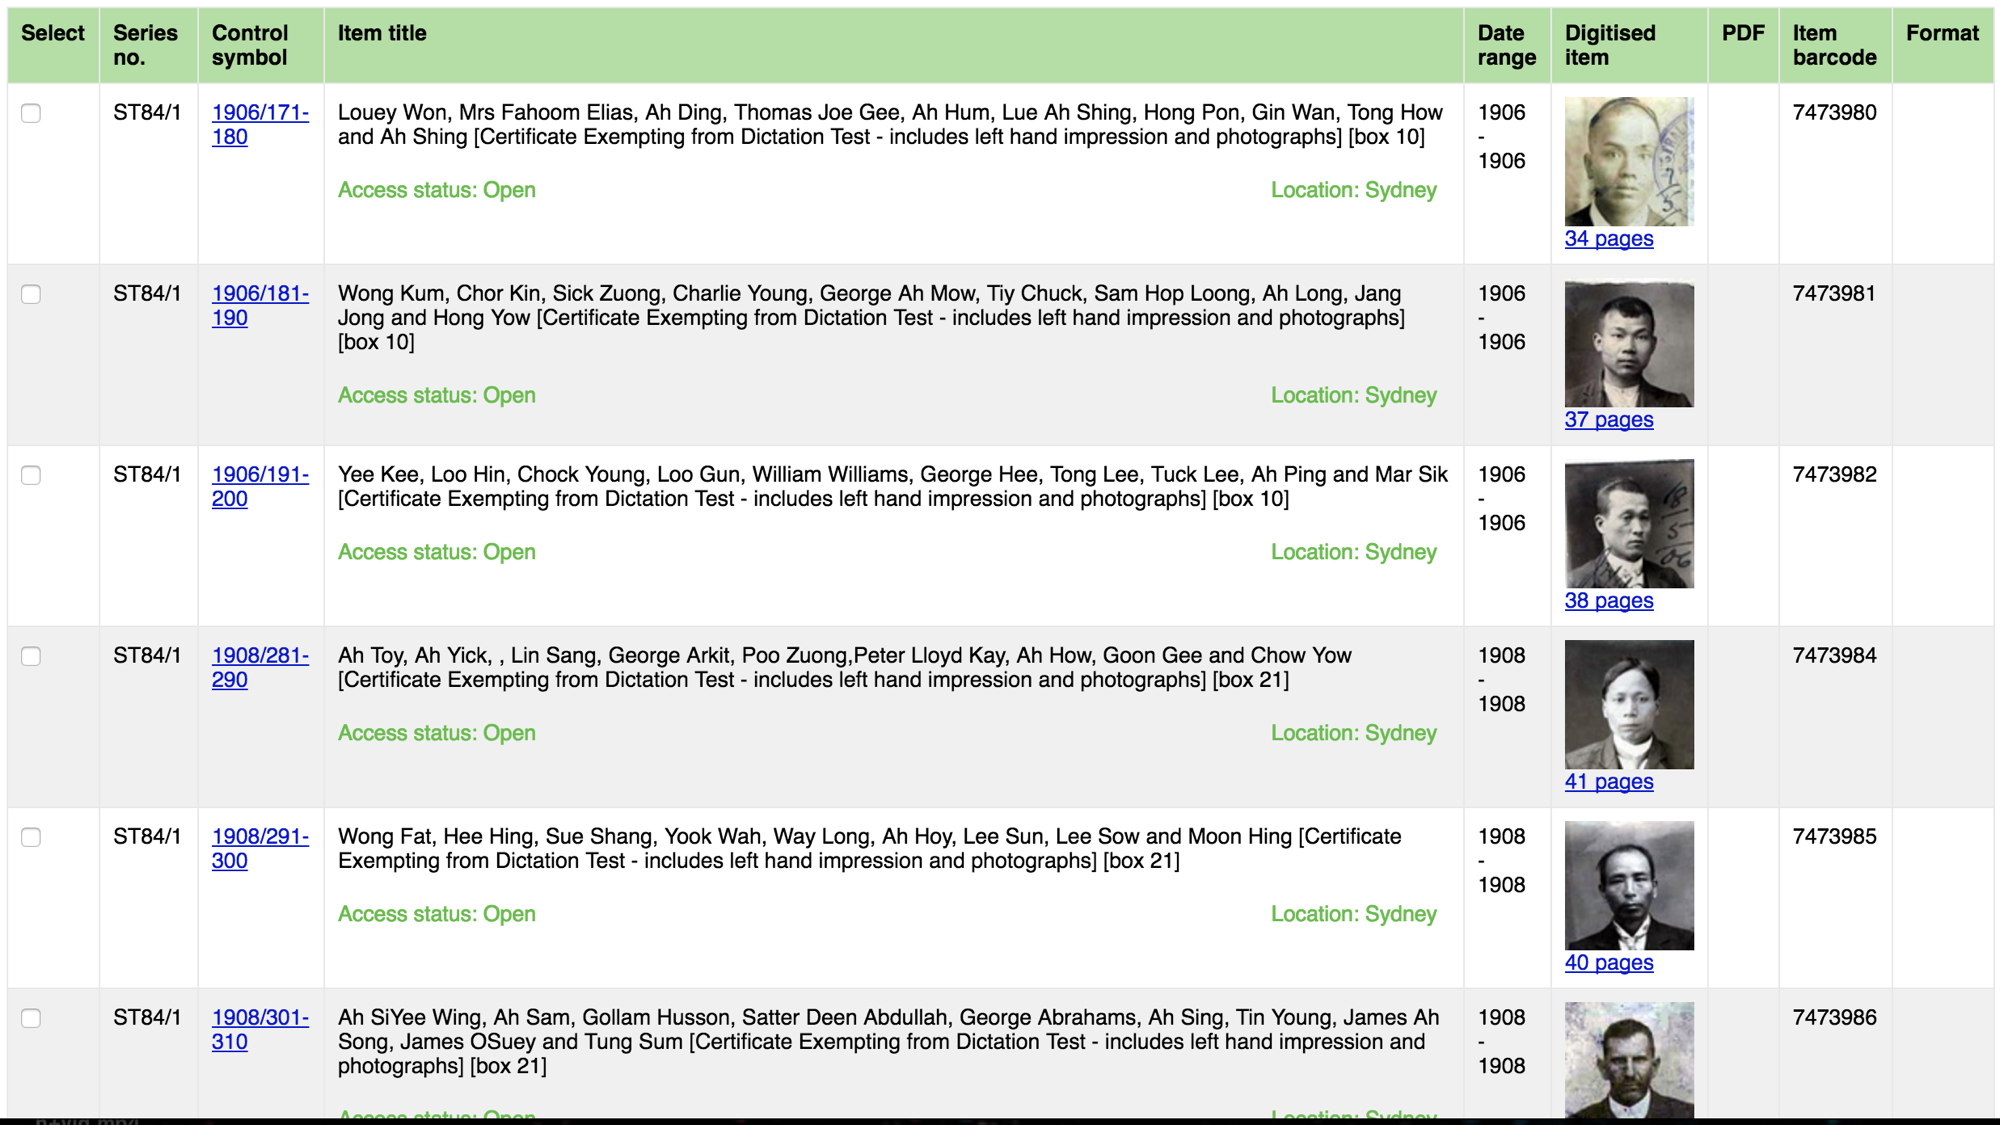 Select Series no. Control symbol Item title Date range Digitised item PDF Item barcode Format
ST84/1
1906/171-
180
Louey Won, Mrs Fahoom Elias, Ah Ding, Thomas Joe Gee, Ah Hum, Lue Ah Shing, Hong Pon, Gin Wan, Tong How
and Ah Shing [Certificate Exempting from Dictation Test - includes left hand impression and photographs] [box 10]
Access status: Open
Location: Sydney
1906
-
1906
34 pages
7473980
ST84/1
1906/181-
190
Wong Kum, Chor Kin, Sick Zuong, Charlie Young, George Ah Mow, Tiy Chuck, Sam Hop Loong, Ah Long, Jang
Jong and Hong Yow [Certificate Exempting from Dictation Test - includes left hand impression and photographs]
[box 10]
Access status: Open
Location: Sydney
1906
-
1906
37 pages
7473981
ST84/1
1906/191-
200
Yee Kee, Loo Hin, Chock Young, Loo Gun, William Williams, George Hee, Tong Lee, Tuck Lee, Ah Ping and Mar Sik
[Certificate Exempting from Dictation Test - includes left hand impression and photographs] [box 10]
Access status: Open
Location: Sydney
1906
-
1906
18
5
06
38 pages
7473982
ST84/1
1908/281-
290
Ah Toy, Ah Yick, , Lin Sang, George Arkit, Poo Zuong,Peter Lloyd Kay, Ah How, Goon Gee and Chow Yow
[Certificate Exempting from Dictation Test - includes left hand impression and photographs] [box 21]
Access status: Open
Location: Sydney
1908
-
1908
41 pages
7473984
ST84/1
1908/291-
300
Wong Fat, Hee Hing, Sue Shang, Yook Wah, Way Long, Ah Hoy, Lee Sun, Lee Sow and Moon Hing [Certificate
Exempting from Dictation Test - includes left hand impression and photographs] [box 21]
Access status: Open
Location: Sydney
1908
-
1908
40 pages
7473985
ST84/1
1908/301-
310
Ah SiYee Wing, Ah Sam, Gollam Husson, Satter Deen Abdullah, George Abrahams, Ah Sing, Tin Young, James Ah
Song, James OSuey and Tung Sum [Certificate Exempting from Dictation Test - includes left hand impression and
photographs] [box 21]
Access status: Open
Location: Sydney
1908
-
1908
7473986